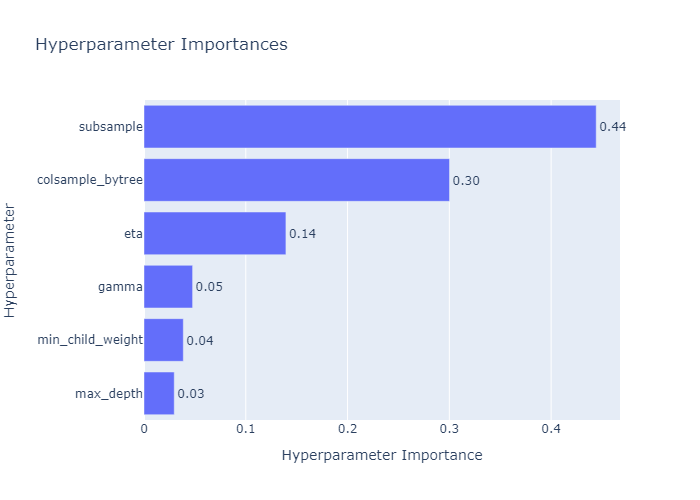 Hyperparameter Importances
Hyperparameter
subsample 0.44
colsample_bytree 0.30
eta 0.14
gamma 0.05
min_child_weight 0.04
max_depth 0.03
0 0.1 0.2 0.3 0.4
Hyperparameter Importance